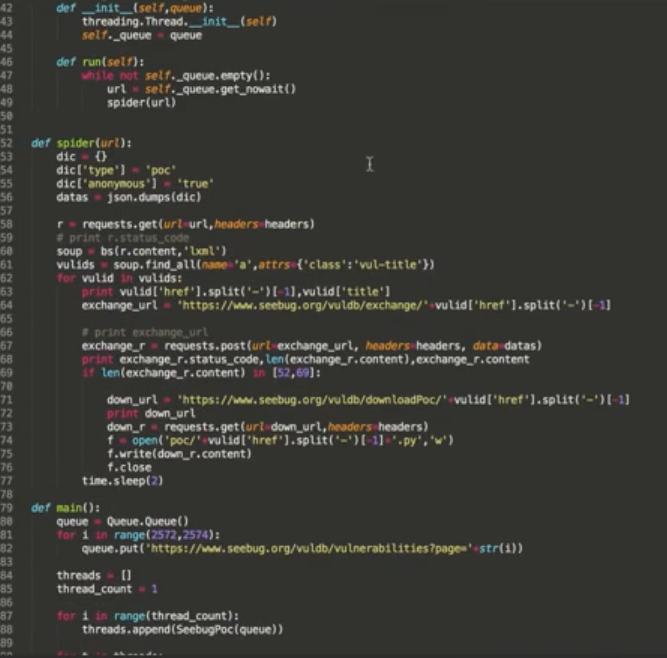 42 def __init__(self,queue):
43 threading.Thread.__init__(self)
44 self._queue = queue
45
46 def run(self):
47 while not self._queue.empty():
48 url = self._queue.get_nowait()
49 spider(url)
50
51
52 def spider(url):
53 dic = {}
54 dic['type'] = 'poc'
55 dic['anonymous'] = 'true'
56 datas = json.dumps(dic)
57
58 r = requests.get(url=url,headers=headers)
59 # print r.status_code
60 soup = bs(r.content,'lxml')
61 vulids = soup.find_all(name='a',attrs={'class':'vul-title'})
62 for vulid in vulids:
63 print vulid['href'].split('-')[-1],vulid['title']
64 exchange_url = 'https://www.seebug.org/vuldb/exchange/'+vulid['href'].split('-')[-1]
65
66 # print exchange_url
67 exchange_r = requests.post(url=exchange_url, headers=headers, data=datas)
68 print exchange_r.status_code,len(exchange_r.content),exchange_r.content
69 if len(exchange_r.content) in [52,69]:
70
71 down_url = 'https://www.seebug.org/vuldb/downloadPoc/'+vulid['href'].split('-')[-1]
72 print down_url
73 down_r = requests.get(url=down_url,headers=headers)
74 f = open('poc/'+vulid['href'].split('-')[-1]+'.py','w')
75 f.write(down_r.content)
76 f.close
77 time.sleep(2)
78
79 def main():
80 queue = Queue.Queue()
81 for i in range(2572,2574):
82 queue.put('https://www.seebug.org/vuldb/vulnerabilities?page='+str(i))
83
84 threads = []
85 thread_count = 1
86
87 for i in range(thread_count):
88 threads.append(SeebugPoc(queue))
89